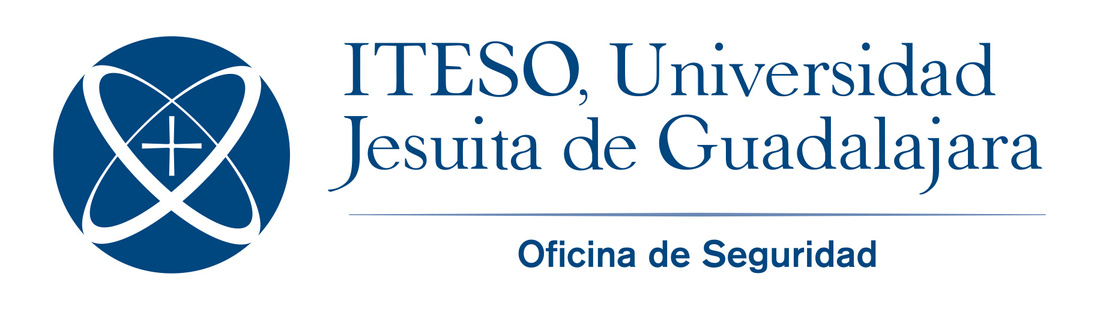 ITESO, Universidad
Jesuita de Guadalajara
Oficina de Seguridad